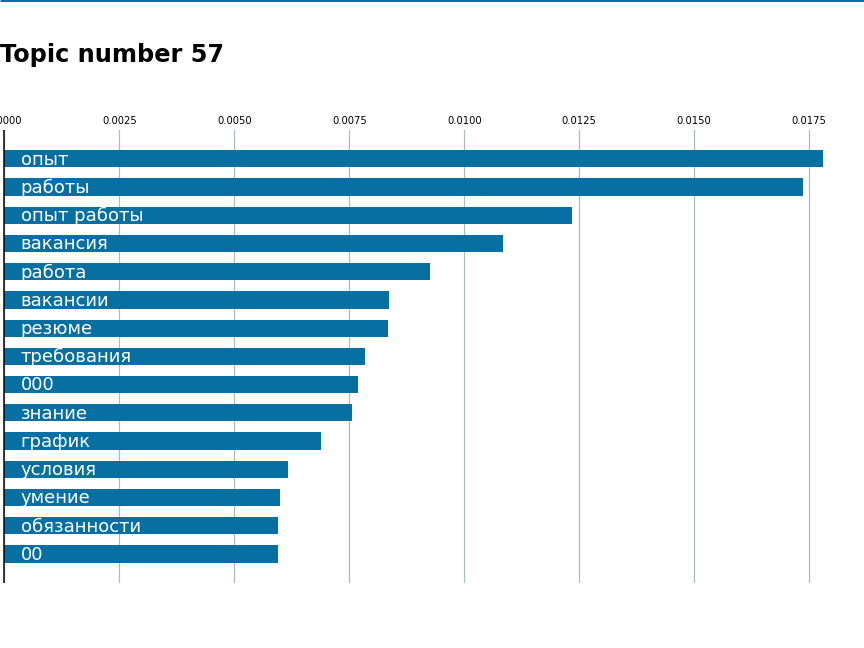 Topic number 57
0.0000 0.0025 0.0050 0.0075 0.0100 0.0125 0.0150 0.0175
опыт
работы
опыт работы
вакансия
работа
вакансии
резюме
требования
000
знание
график
условия
умение
обязанности
00